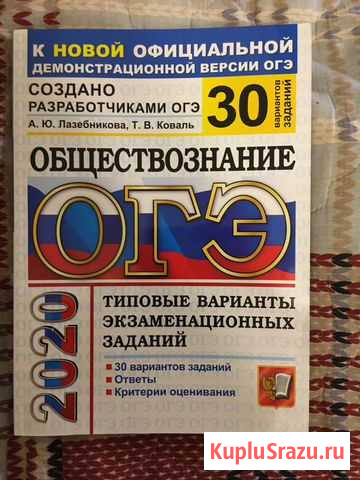 К НОВОЙ ОФИЦИАЛЬНОЙ
ДЕМОНСТРАЦИОННОЙ ВЕРСИИ ОГЭ
СОЗДАНО
РАЗРАБОТЧИКАМИ ОГЭ
А. Ю. Лазебникова, Т. В. Коваль
30
вариантов
заданий
ОБЩЕСТВОЗНАНИЕ
ОГЭ
2020
ТИПОВЫЕ ВАРИАНТЫ
ЭКЗАМЕНАЦИОННЫХ
ЗАДАНИЙ
• 30 вариантов заданий
• Ответы
• Критерии оценивания
KupluSrazu.ru